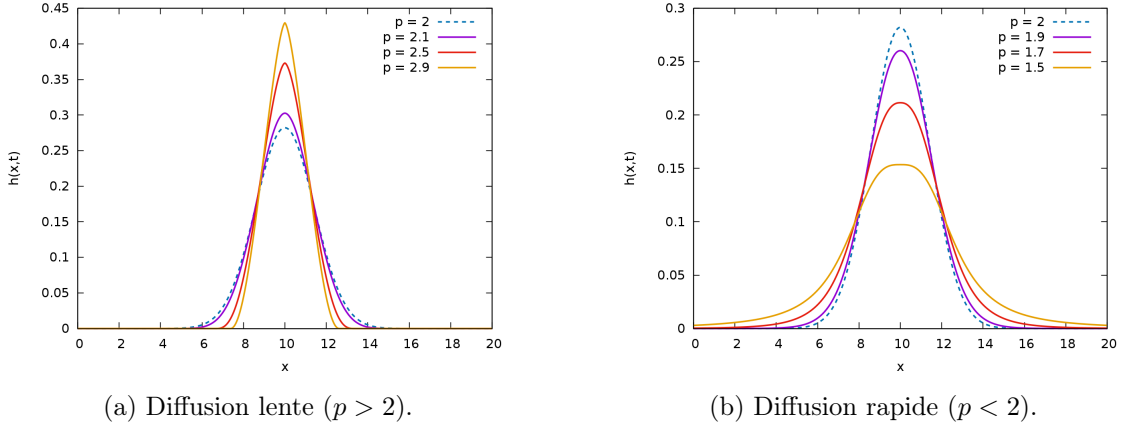 0.45
0.4
0.35
0.3
0.25
0.2
0.15
0.1
0.05
0
h(x,t)
p = 2
p = 2.1
p = 2.5
p = 2.9
0 2 4 6 8 10 12 14 16 18 20
x
(a) Diffusion lente (p > 2).
0.3
0.25
0.2
0.15
0.1
0.05
0
h(x,t)
p = 2
p = 1.9
p = 1.7
p = 1.5
0 2 4 6 8 10 12 14 16 18 20
x
(b) Diffusion rapide (p < 2).